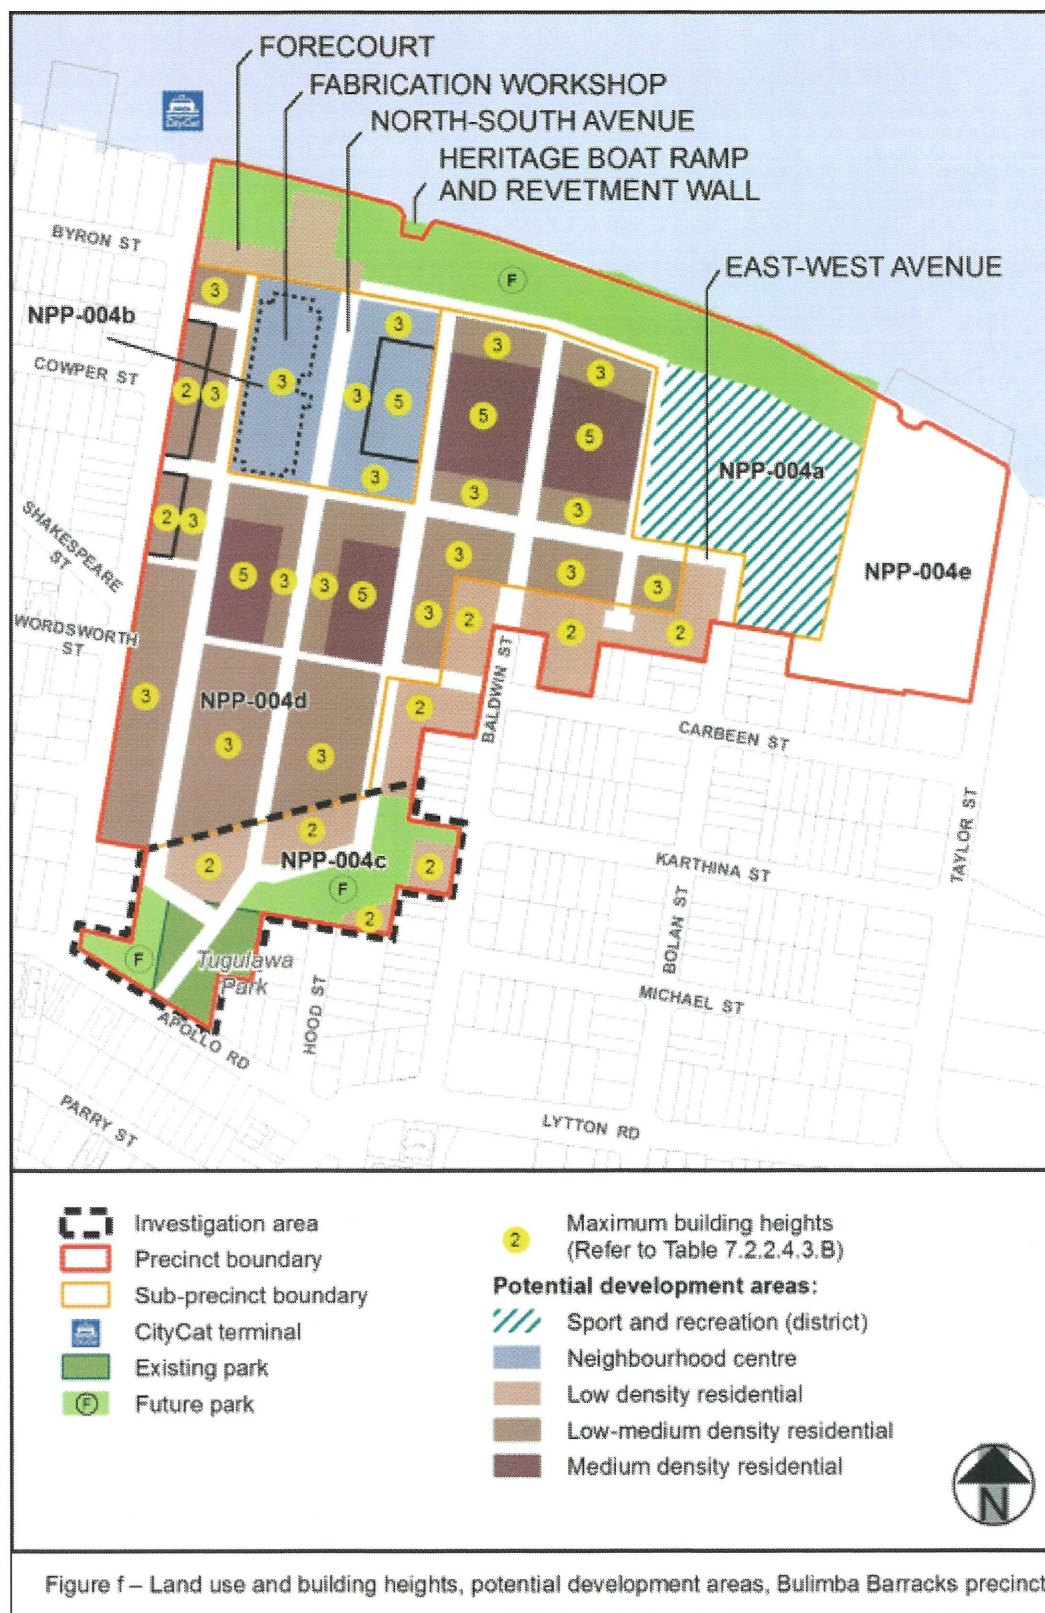 FORECOURT
FABRICATION WORKSHOP
NORTH-SOUTH AVENUE
HERITAGE BOAT RAMP
AND REVETMENT WALL
CityCat
BYRON ST
EAST-WEST AVENUE
F
3
NPP-004b
3
3
3
COWPER ST
2
3
3
3
5
5
5
3
3
3
NPP-004a
SHAKESPEARE
ST
2
3
3
3
3
NPP-004e
5
3
3
5
WORDSWORTH
ST
3
2
2
2
BALDWIN ST
3
NPP-004d
2
CARBEEN ST
3
3
TAYLOR ST
2
2
NPP-004c
2
KARTHINA ST
F
2
BOLAN ST
F
Tugulawa
Park
HOOD ST
MICHAEL ST
APOLLO RD
PARRY ST
LYTTON RD
Investigation area
Precinct boundary
Sub-precinct boundary
CityCat terminal
Existing park
F Future park
2 Maximum building heights
(Refer to Table 7.2.2.4.3.B)
Potential development areas:
Sport and recreation (district)
Neighbourhood centre
Low density residential
Low-medium density residential
Medium density residential
N
Figure f – Land use and building heights, potential development areas, Bulimba Barracks precinct